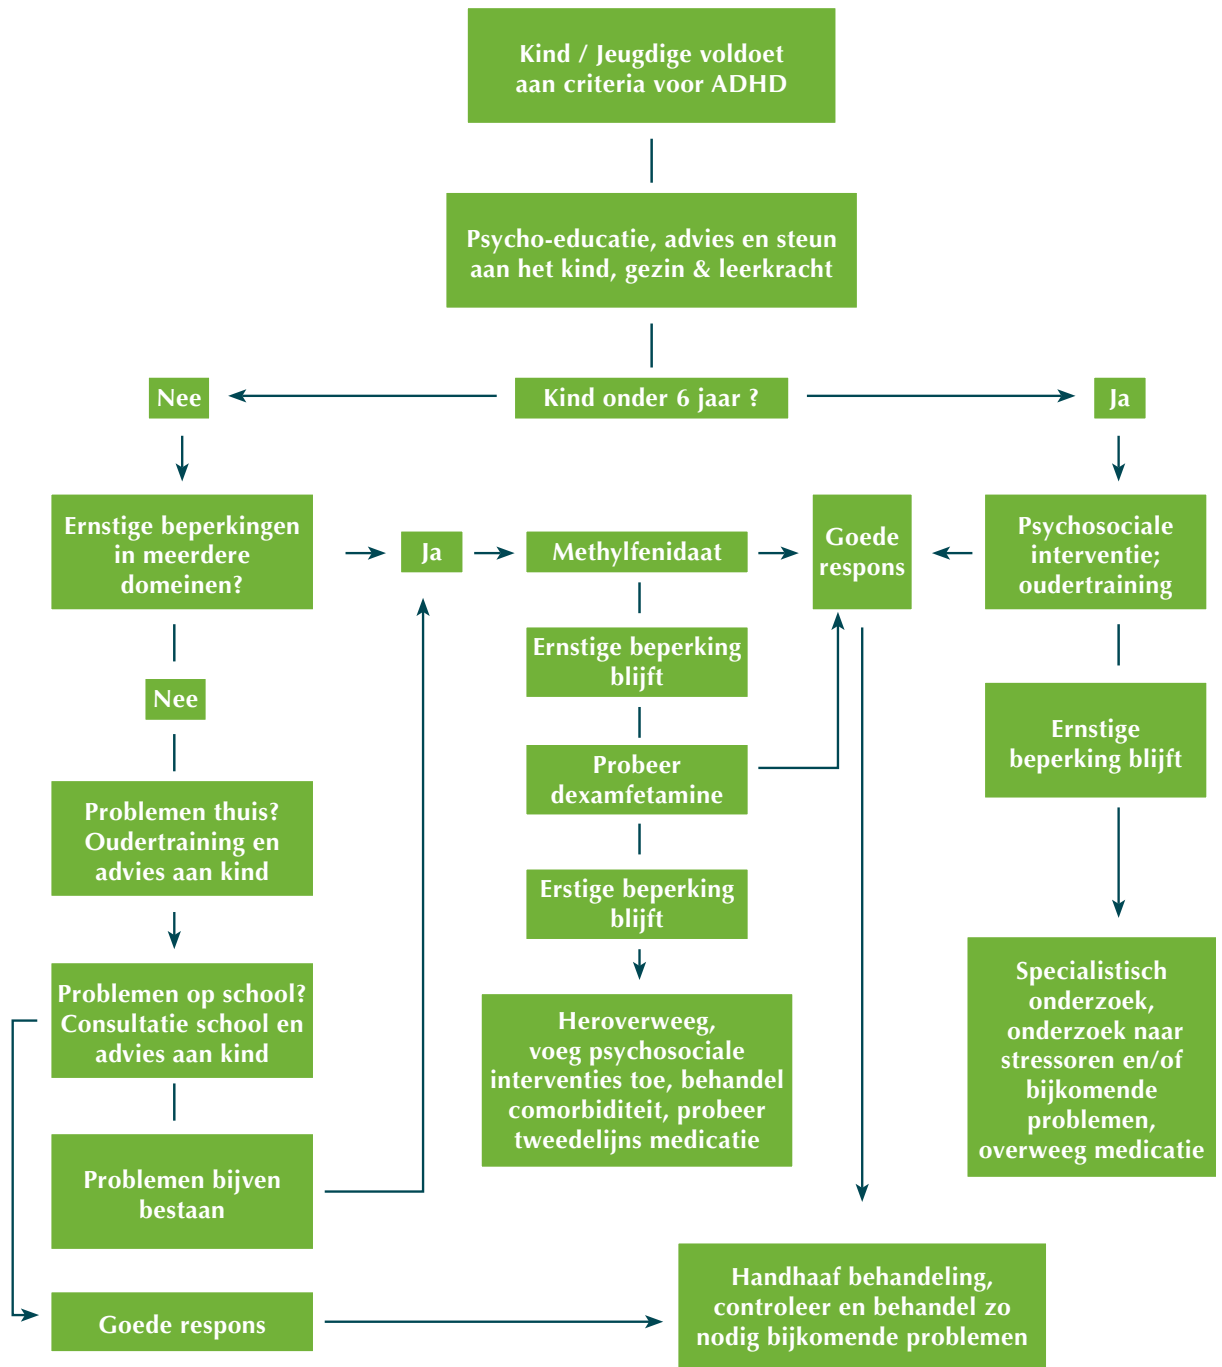 Kind / Jeugdige voldoet
aan criteria voor ADHD
Psycho-educatie, advies en steun
aan het kind, gezin & leerkracht
Nee
Kind onder 6 jaar ?
Ja
Ernstige beperkingen
in meerdere
domeinen?
Ja
Methylfenidaat
Goede
respons
Psychosociale
interventie;
oudertraining
Ernstige beperking
blijft
Nee
Ernstige
beperking blijft
Probeer
dexamfetamine
Problemen thuis?
Oudertraining en
advies aan kind
Erstige beperking
blijft
Problemen op school?
Consultatie school en
advies aan kind
Heroverweeg,
voeg psychosociale
interventies toe, behandel
comorbiditeit, probeer
tweedelijns medicatie
Specialistisch
onderzoek,
onderzoek naar
stressoren en/of
bijkomende
problemen,
overweeg medicatie
Problemen bijven
bestaan
Goede respons
Handhaaf behandeling,
controleer en behandel zo
nodig bijkomende problemen